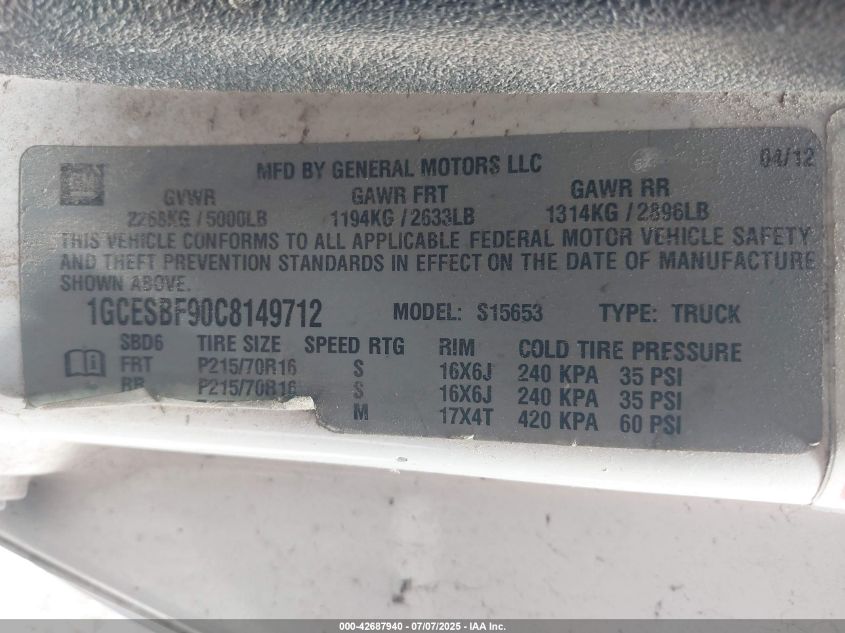 MFD BY GENERAL MOTORS LLC 04/12
GVWR GAWR FRT GAWR RR
2268KG / 5000LB 1194KG / 2633LB 1314KG / 2896LB
THIS VEHICLE CONFORMS TO ALL APPLICABLE FEDERAL MOTOR VEHICLE SAFETY
AND THEFT PREVENTION STANDARDS IN EFFECT ON THE DATE OF MANUFACTURE
SHOWN ABOVE.
1GCESBF90C8149712 MODEL: S15653 TYPE: TRUCK
SBD6 TIRE SIZE SPEED RTG RIM COLD TIRE PRESSURE
FRT P215/70R16 S 16X6J 240 KPA 35 PSI
RR P215/70R16 S 16X6J 240 KPA 35 PSI
M 17X4T 420 KPA 60 PSI
000-42687940 - 07/07/2025 - IAA Inc.